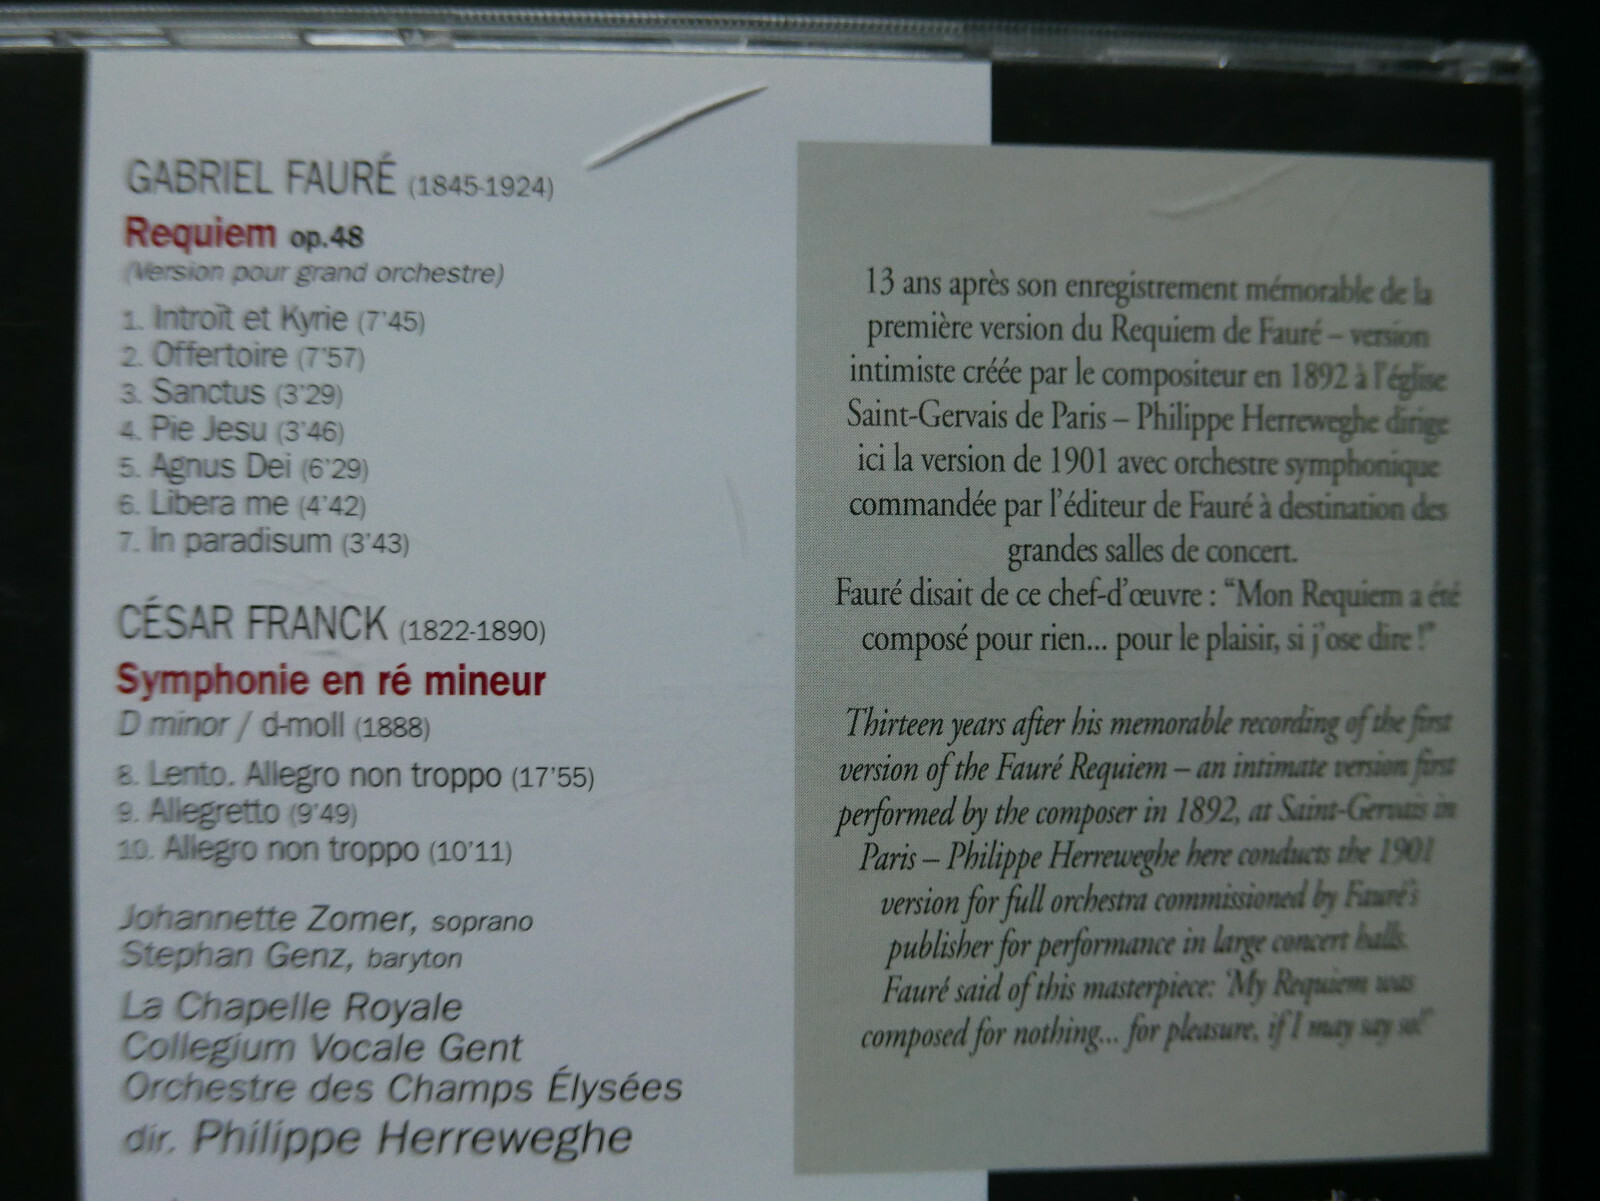 GABRIEL FAURÉ (1845-1924)
Requiem op.48
(Version pour grand orchestre)
1. Introït et Kyrie (7'45)
2. Offertoire (7'57)
3. Sanctus (3'29)
4. Pie Jesu (3'46)
5. Agnus Dei (6'29)
6. Libera me (4'42)
7. In paradisum (3'43)
CÉSAR FRANCK (1822-1890)
Symphonie en ré mineur
D minor / d-moll (1888)
8. Lento. Allegro non troppo (17'55)
9. Allegretto (9'49)
10. Allegro non troppo (10'11)
Johannette Zomer, soprano
Stephan Genz, baryton
La Chapelle Royale
Collegium Vocale Gent
Orchestre des Champs Élysées
dir. Philippe Herreweghe
13 ans après son enregistrement mémorable de la
première version du Requiem de Fauré – version
intimiste créée par le compositeur en 1892 à l'église
Saint-Gervais de Paris – Philippe Herreweghe dirige
ici la version de 1901 avec orchestre symphonique
commandée par l'éditeur de Fauré à destination des
grandes salles de concert.
Fauré disait de ce chef-d'œuvre : “Mon Requiem a été
composé pour rien... pour le plaisir, si j'ose dire !”
Thirteen years after his memorable recording of the first
version of the Fauré Requiem – an intimate version first
performed by the composer in 1892, at Saint-Gervais in
Paris – Philippe Herreweghe here conducts the 1901
version for full orchestra commissioned by Fauré's
publisher for performance in large concert halls.
Fauré said of this masterpiece: 'My Requiem was
composed for nothing... for pleasure, if I may say so!'